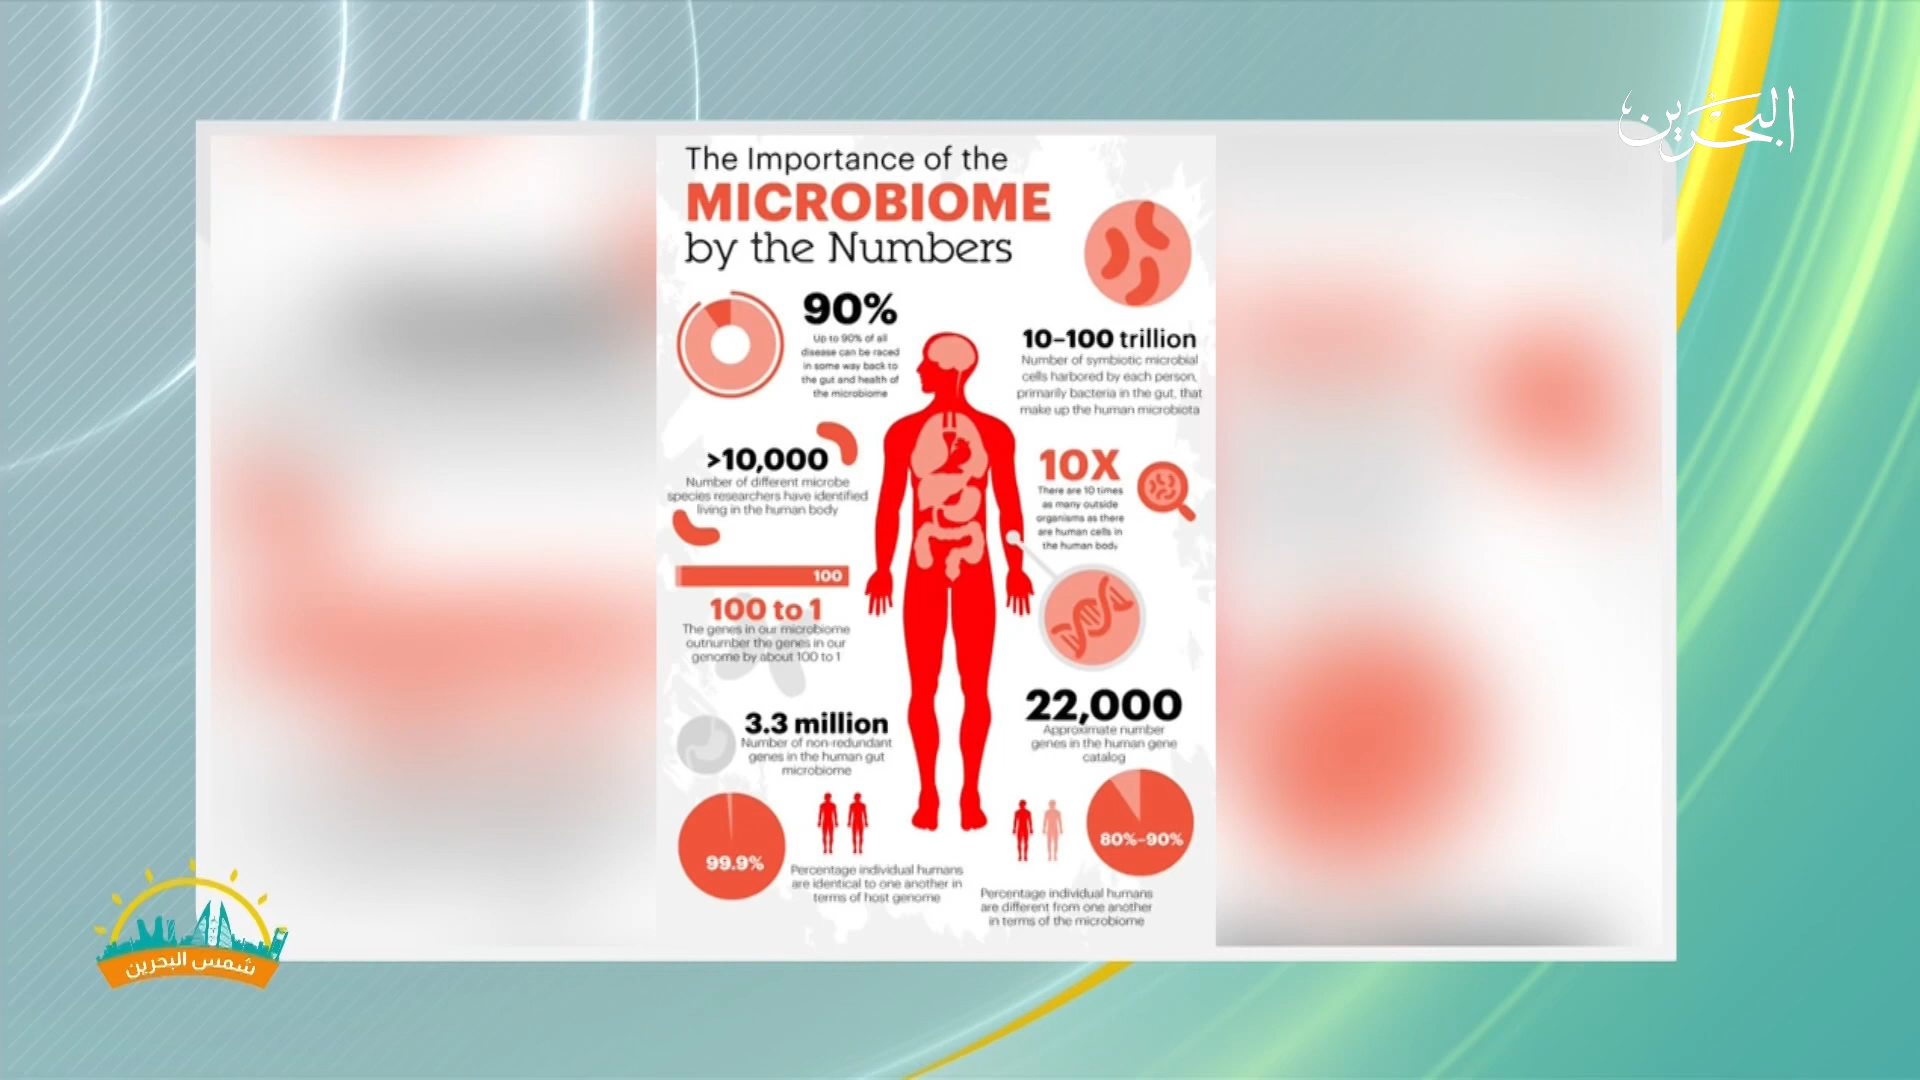 البحرين
The Importance of the
MICROBIOME
by the Numbers
90%
Up to 90% of all
disease can be raced
in some way back to
the gut and health of
the microbiome
10–100 trillion
Number of symbiotic microbial
cells harbored by each person,
primarily bacteria in the gut, that
make up the human microbiota
>10,000
Number of different microbe
species researchers have identified
living in the human body
10X
There are 10 times
as many outside
organisms as there
are human cells in
the human body
100
100 to 1
The genes in our microbiome
outnumber the genes in our
genome by about 100 to 1
3.3 million
Number of non-redundant
genes in the human gut
microbiome
22,000
Approximate number
genes in the human gene
catalog
99.9%
Percentage individual humans
are identical to one another in
terms of host genome
80%–90%
Percentage individual humans
are different from one another
in terms of the microbiome
شمس البحرين